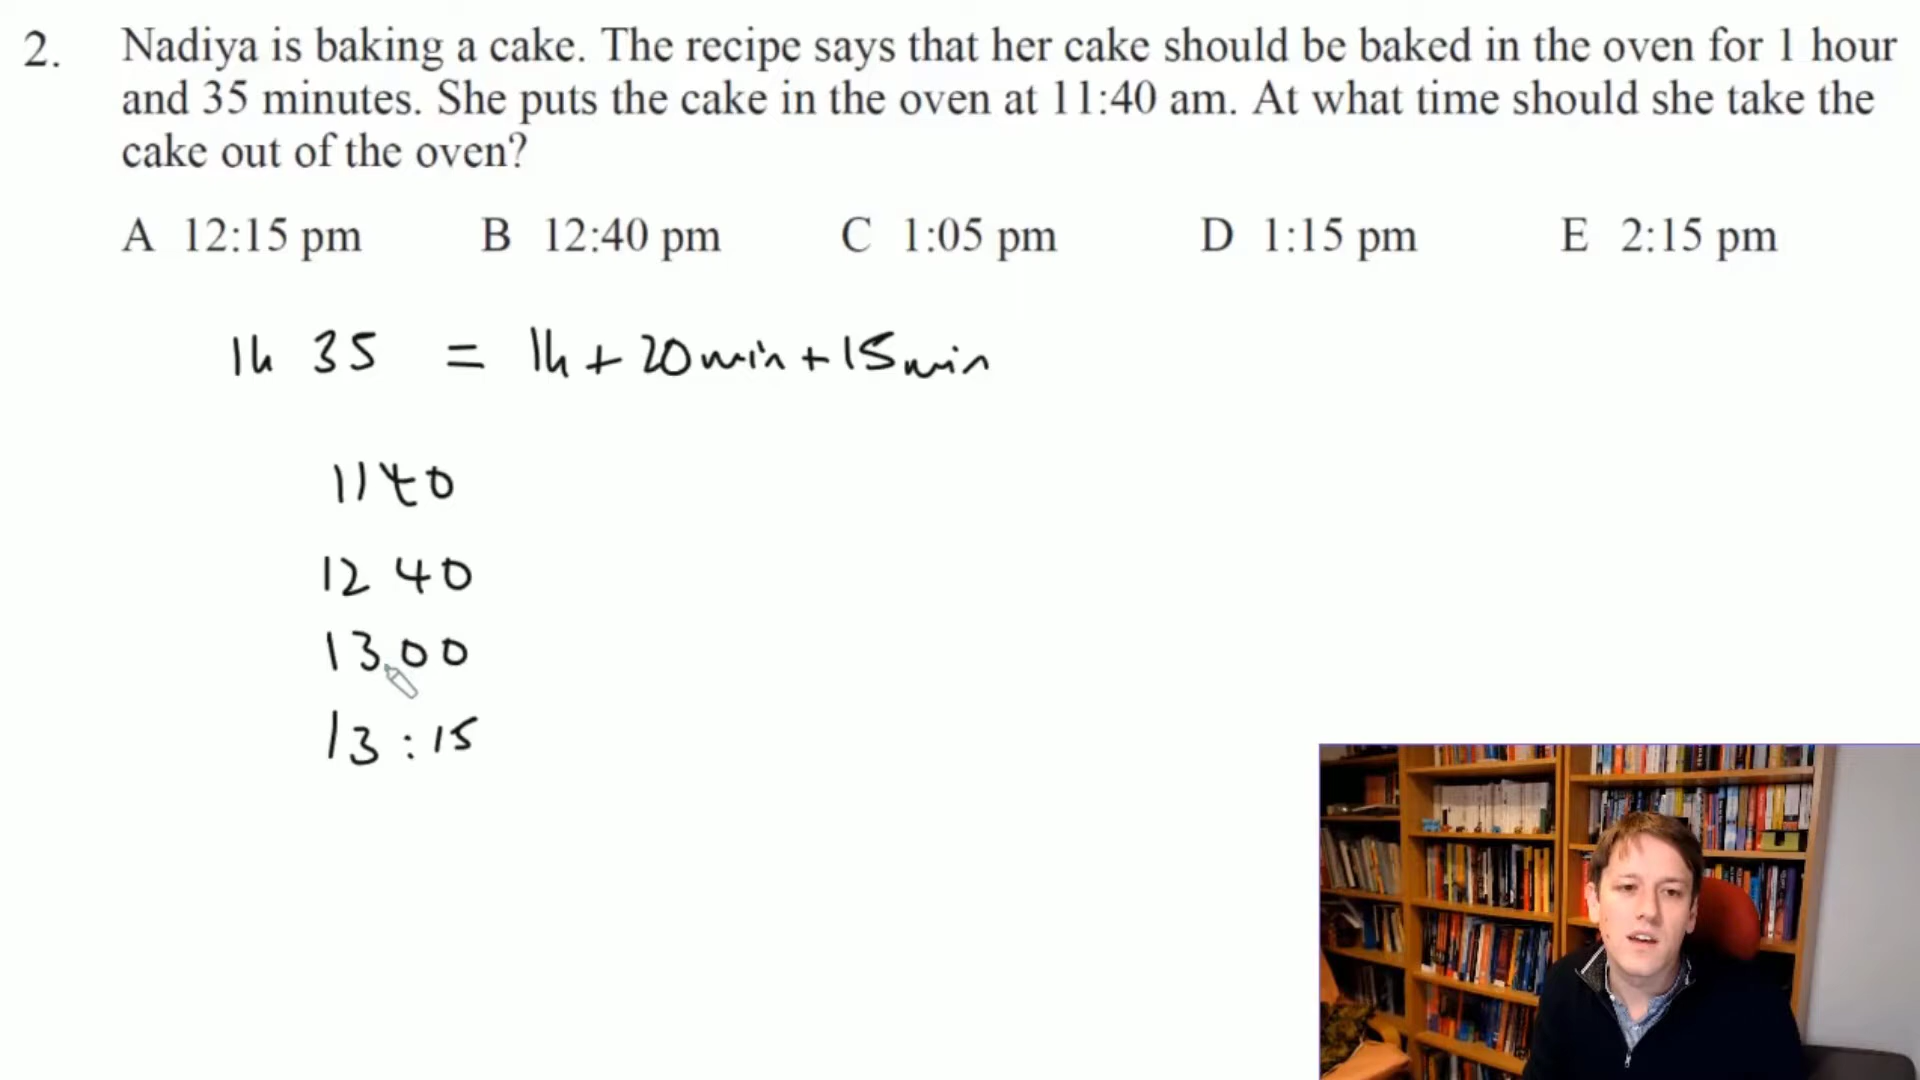 2. Nadiya is baking a cake. The recipe says that her cake should be baked in the oven for 1 hour
and 35 minutes. She puts the cake in the oven at 11:40 am. At what time should she take the
cake out of the oven?
A 12:15 pm B 12:40 pm C 1:05 pm D 1:15 pm E 2:15 pm
1h 35 = 1h + 20min + 15min
1140
12 40
13.00
13:15